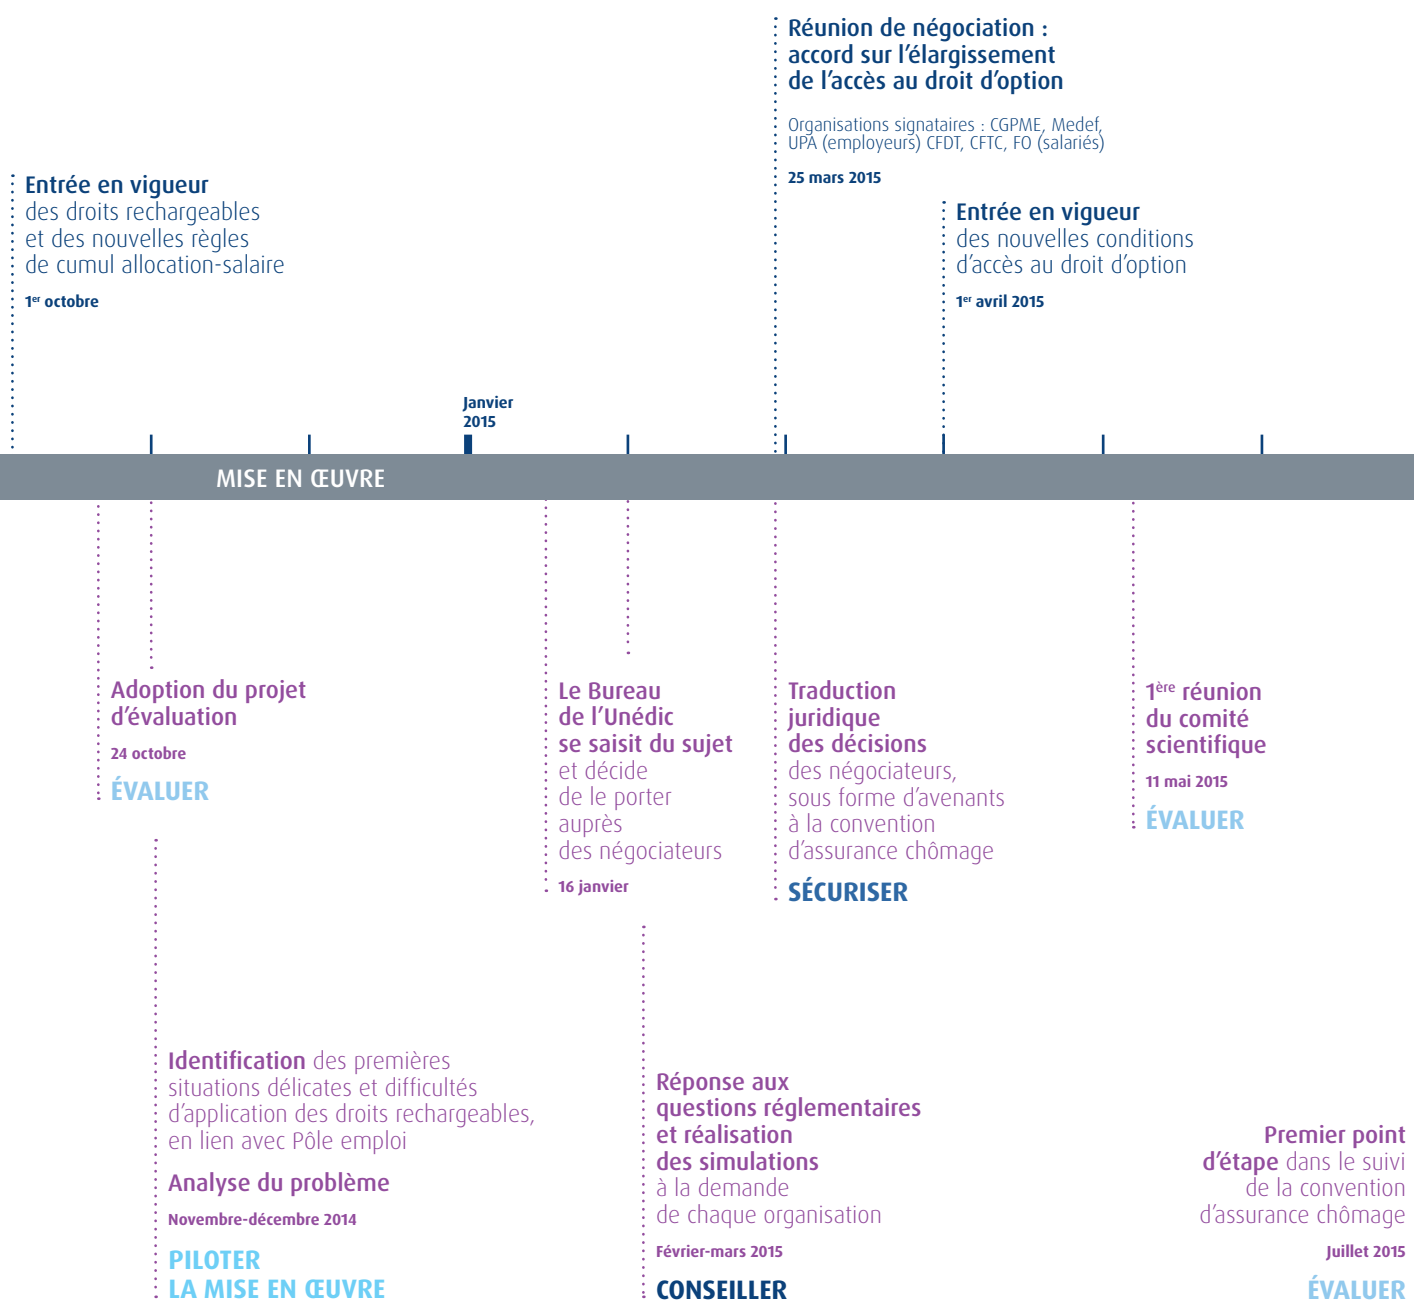 Réunion de négociation :
accord sur l'élargissement
de l'accès au droit d'option
Organisations signataires : CGPME, Medef,
UPA (employeurs) CFDT, CFTC, FO (salariés)
25 mars 2015
Entrée en vigueur
des droits rechargeables
et des nouvelles règles
de cumul allocation-salaire
1er octobre
Entrée en vigueur
des nouvelles conditions
d'accès au droit d'option
1er avril 2015
Janvier
2015
MISE EN ŒUVRE
Adoption du projet
d'évaluation
24 octobre
ÉVALUER
Le Bureau
de l'Unédic
se saisit du sujet
et décide
de le porter
auprès
des négociateurs
16 janvier
Traduction
juridique
des décisions
des négociateurs,
sous forme d'avenants
à la convention
d'assurance chômage
SÉCURISER
1ère réunion
du comité
scientifique
11 mai 2015
ÉVALUER
Identification des premières
situations délicates et difficultés
d'application des droits rechargeables,
en lien avec Pôle emploi
Analyse du problème
Novembre-décembre 2014
PILOTER
LA MISE EN ŒUVRE
Réponse aux
questions réglementaires
et réalisation
des simulations
à la demande
de chaque organisation
Février-mars 2015
CONSEILLER
Premier point
d'étape dans le suivi
de la convention
d'assurance chômage
Juillet 2015
ÉVALUER